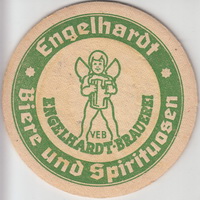 Engelhardt
VEB
ENGELHARDT-BRAUEREI
Biere und Spirituosen